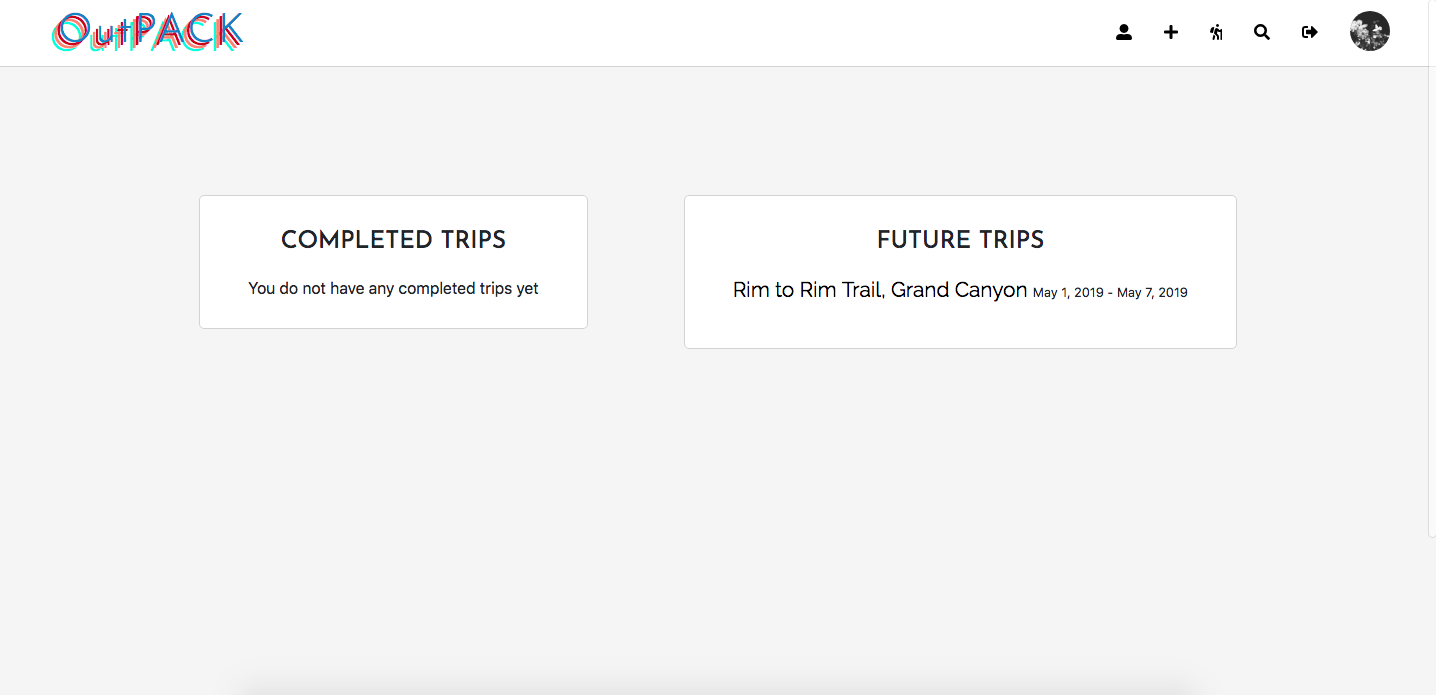 OutPACK
COMPLETED TRIPS
You do not have any completed trips yet
FUTURE TRIPS
Rim to Rim Trail, Grand Canyon May 1, 2019 - May 7, 2019